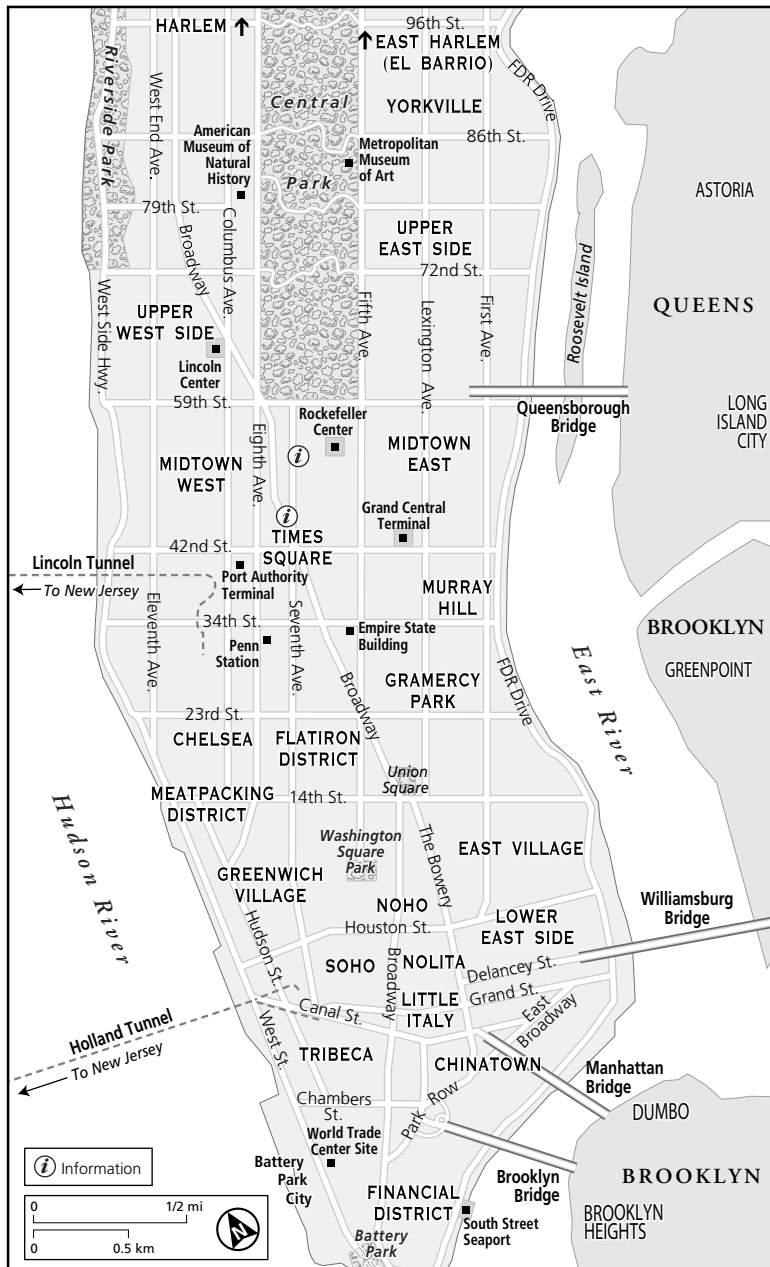 HARLEM
96th St.
EAST HARLEM
(EL BARRIO)
Riverside Park
West End Ave.
Central
Park
YORKVILLE
FDR Drive
American
Museum of
Natural
History
86th St.
Metropolitan
Museum
of Art
ASTORIA
79th St.
Broadway
Columbus Ave.
UPPER
EAST SIDE
72nd St.
Roosevelt Island
QUEENS
West Side Hwy.
UPPER
WEST SIDE
Fifth Ave.
Lexington Ave.
First Ave.
Lincoln
Center
59th St.
Queensborough
Bridge
LONG
ISLAND
CITY
Rockefeller
Center
Eighth Ave.
i
MIDTOWN
WEST
MIDTOWN
EAST
i
Grand Central
Terminal
42nd St.
TIMES
SQUARE
Lincoln Tunnel
To New Jersey
Port Authority
Terminal
Eleventh Ave.
Seventh Ave.
MURRAY
HILL
34th St.
Penn
Station
Empire State
Building
BROOKLYN
GREENPOINT
East River
Broadway
GRAMERCY
PARK
FDR Drive
23rd St.
CHELSEA
FLATIRON
DISTRICT
Union
Square
MEATPACKING
DISTRICT
14th St.
Hudson River
Washington
Square
Park
The Bowery
EAST VILLAGE
GREENWICH
VILLAGE
NOHO
Williamsburg
Bridge
Hudson St.
Houston St.
LOWER
EAST SIDE
SOHO
Broadway
NOLITA
Delancey St.
Grand St.
LITTLE
ITALY
East
Broadway
Holland Tunnel
To New Jersey
Canal St.
West St.
TRIBECA
CHINATOWN
Manhattan
Bridge
Chambers
St.
Park Row
DUMBO
World Trade
Center Site
Battery
Park
City
Brooklyn
Bridge
BROOKLYN
FINANCIAL
DISTRICT
BROOKLYN
HEIGHTS
South Street
Seaport
Battery
Park
i Information
0 1/2 mi
0 0.5 km
N